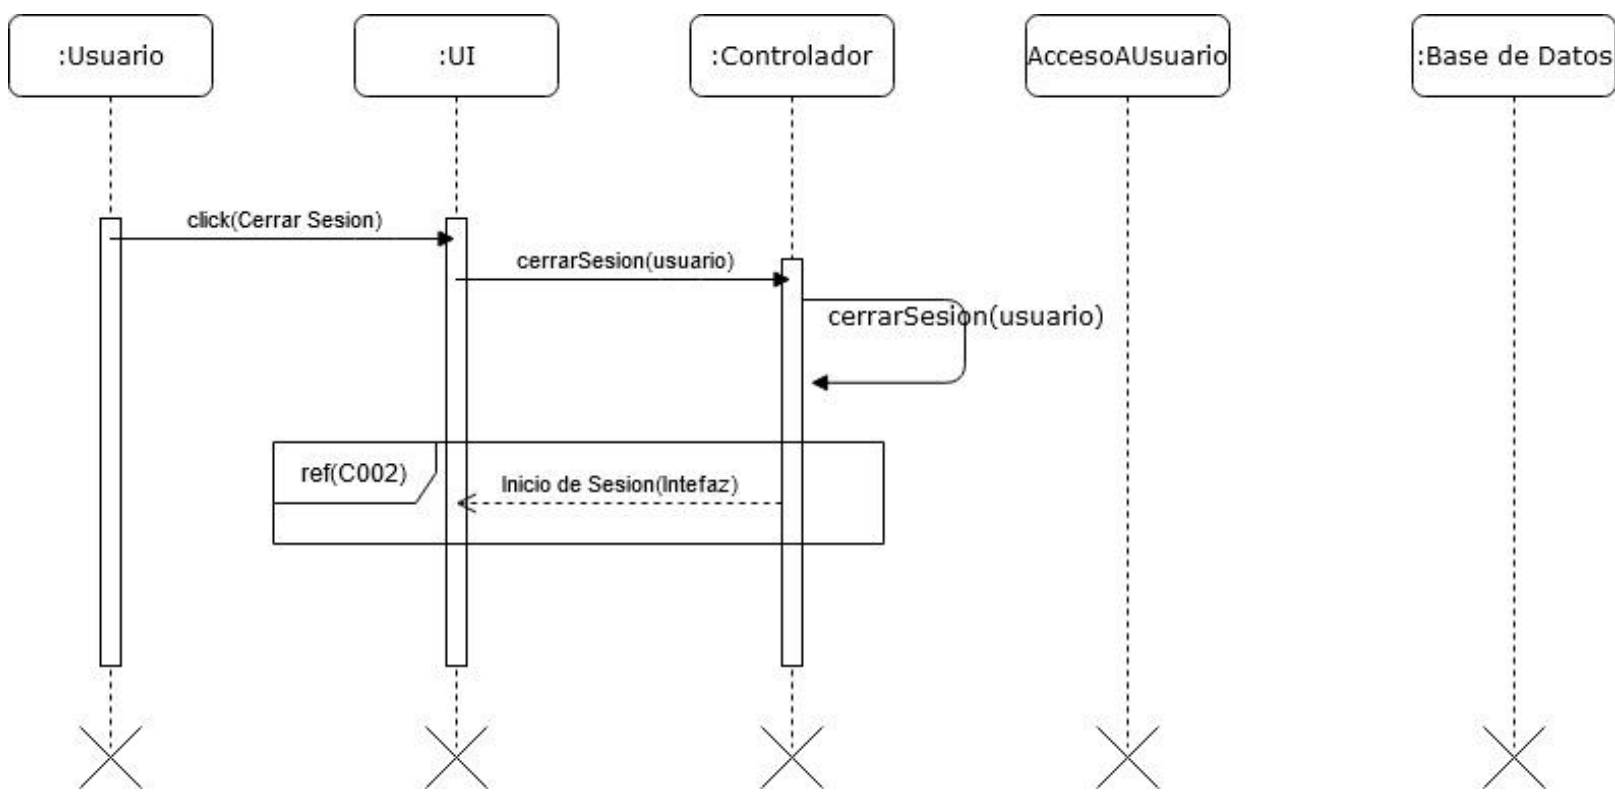 :Usuario
:UI
:Controlador
AccesoAUsuario
:Base de Datos
click(Cerrar Sesion)
cerrarSesion(usuario)
cerrarSesion(usuario)
ref(C002)
Inicio de Sesion(Intefaz)